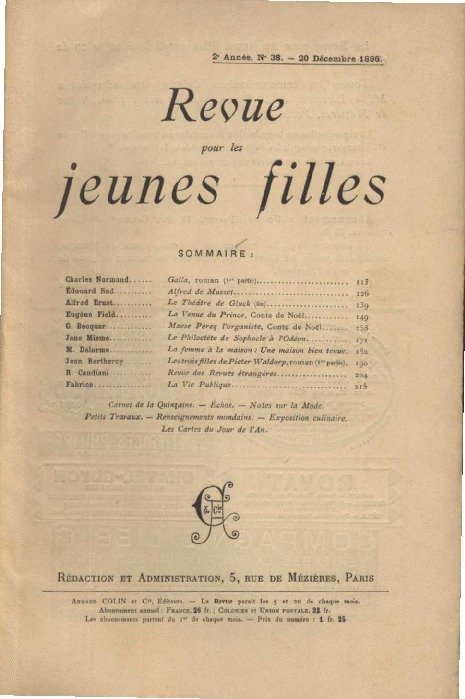 2e Année. No 38. — 20 Décembre 1896.
Revue
pour les
jeunes filles
SOMMAIRE :
Charles Normand...... Galla, roman (1re partie)........ 113
Édouard Rod.......... Alfred de Musset........ 126
Alfred Ernst.......... Le Théâtre de Gluck (fin)........ 139
Eugène Field.......... La Venue du Prince, Conte de Noël........ 149
G. Becquer.......... Maese Perez l'organiste, Conte de Noël...... 158
Jane Misme.......... Le Philoctète de Sophocle à l'Odéon. 171
M. Delorme.......... La femme à la maison : Une maison bien tenue. 182
Jean Bertheroy...... Les trois filles de Pieter Waldorp, roman (1re partie). 190
R. Candiani.......... Revue des Revues étrangères........ 204
Fabrice.......... La Vie Publique........ 215
Carnet de la Quinzaine. — Échos. — Notes sur la Mode.
Petits Travaux. — Renseignements mondains. — Exposition culinaire.
Les Cartes du Jour de l'An.
RÉDACTION ET ADMINISTRATION, 5, RUE DE MÉZIÈRES, PARIS
ARMAND COLIN et Cie, Éditeurs. — La Revue paraît les 5 et 20 de chaque mois.
Abonnement annuel : FRANCE, 26 fr. ; COLONIES et UNION POSTALE, 32 fr.
Les abonnements partent du 1er de chaque mois. — Prix du numéro : 1 fr. 25